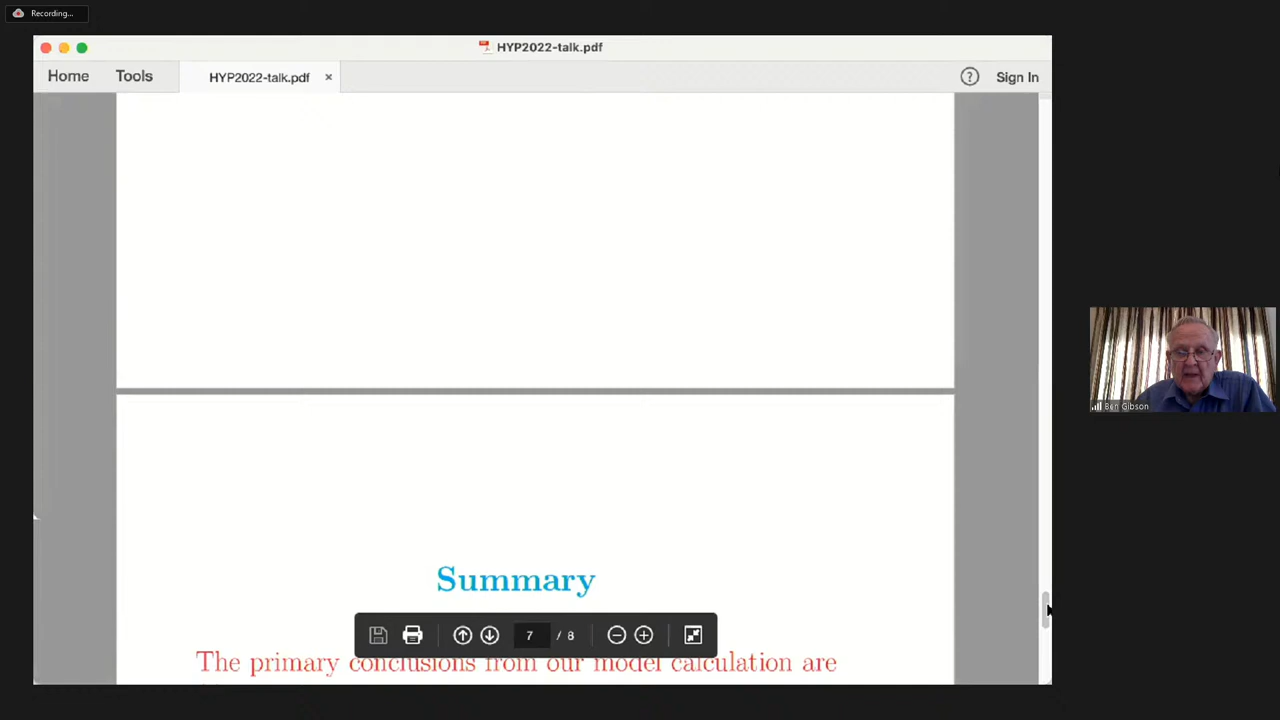 Recording...
HYP2022-talk.pdf
Home Tools HYP2022-talk.pdf × ? Sign In
Summary
7 / 8
The primary conclusions from our model calculation are
Ben Gibson